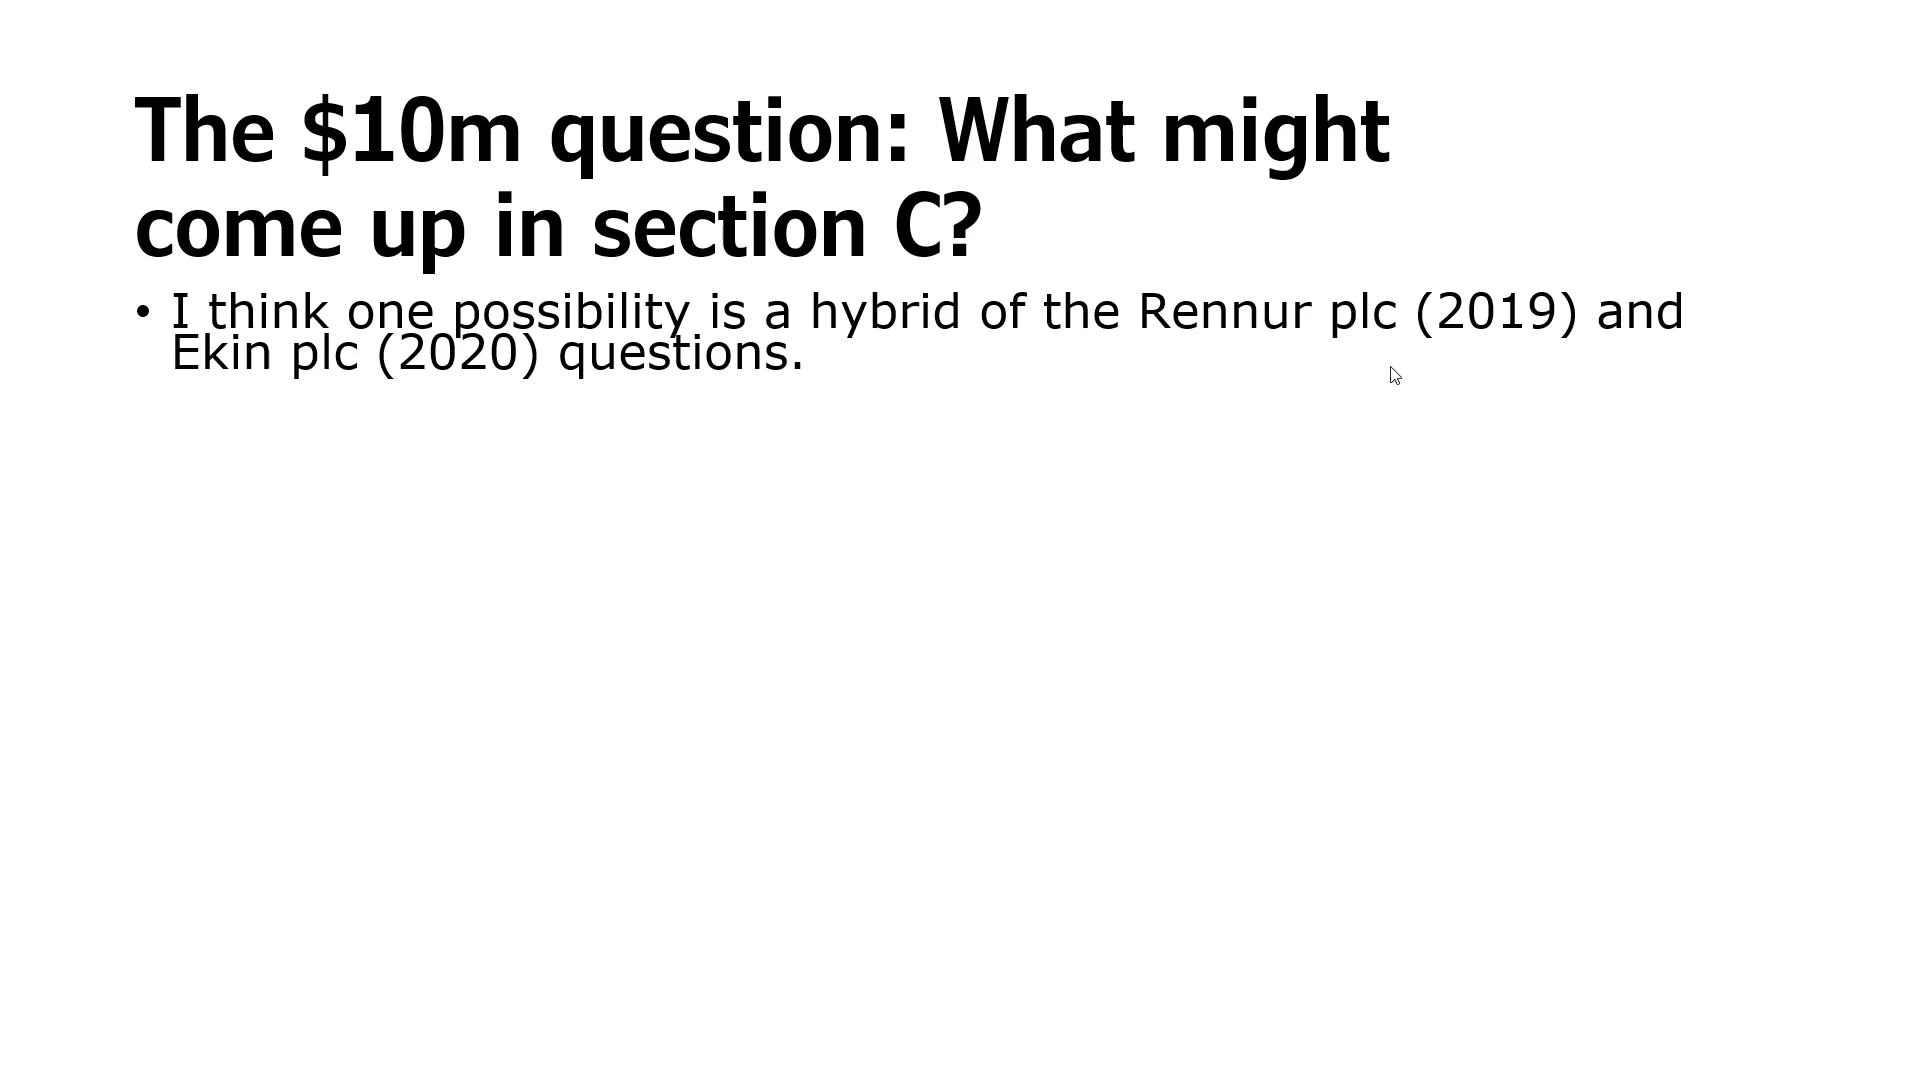 The $10m question: What might
come up in section C?
• I think one possibility is a hybrid of the Rennur plc (2019) and
Ekin plc (2020) questions.